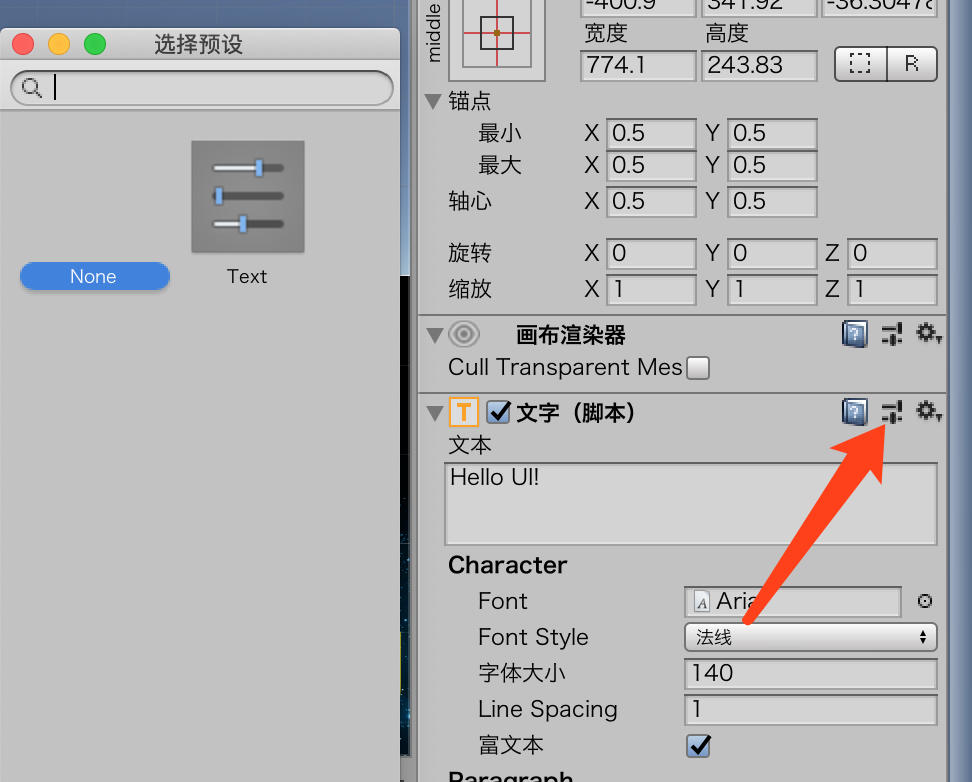 选择预设
None
Text
middle
-400.9 341.92 -36.30478
宽度 高度
774.1 243.83 R
锚点
最小 X 0.5 Y 0.5
最大 X 0.5 Y 0.5
轴心 X 0.5 Y 0.5
旋转 X 0 Y 0 Z 0
缩放 X 1 Y 1 Z 1
画布渲染器
Cull Transparent Mes
T 文字（脚本）
文本
Hello UI!
Character
Font A Aria
Font Style 法线
字体大小 140
Line Spacing 1
富文本
Paragraph